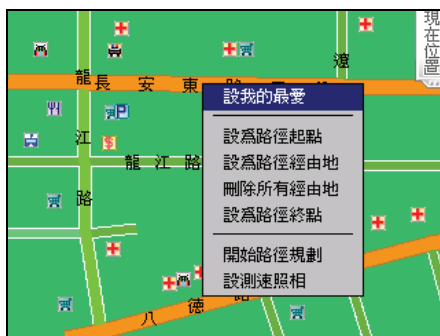 現在位置
遼
長安東路
龍江路
設我的最愛
設爲路徑起點
設爲路徑經由地
刪除所有經由地
設爲路徑終點
開始路徑規劃
設測速照相
龍江路
八德路
P
$